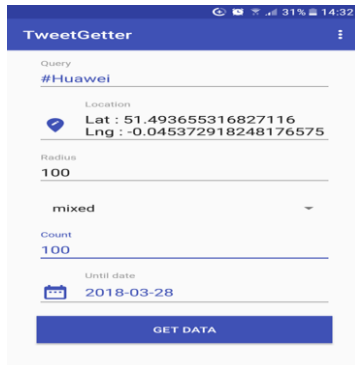 31% 14:32
TweetGetter
Query
#Huawei
Location
Lat : 51.493655316827116
Lng : -0.045372918248176575
Radius
100
mixed
Count
100
Until date
2018-03-28
GET DATA